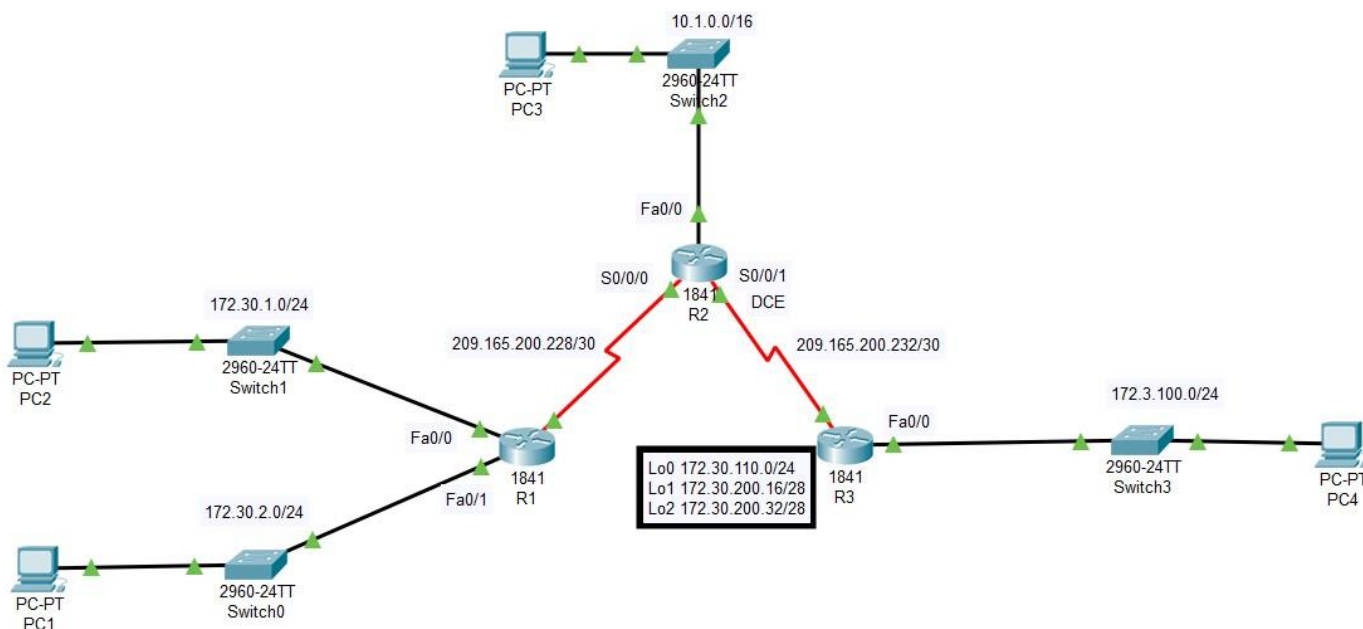 10.1.0.0/16
PC-PT
PC3
2960-24TT
Switch2
Fa0/0
S0/0/0
S0/0/1
DCE
1841
R2
172.30.1.0/24
PC-PT
PC2
2960-24TT
Switch1
209.165.200.228/30
209.165.200.232/30
172.3.100.0/24
Fa0/0
1841
R1
Fa0/1
Lo0 172.30.110.0/24
Lo1 172.30.200.16/28
Lo2 172.30.200.32/28
Fa0/0
1841
R3
2960-24TT
Switch3
PC-PT
PC4
172.30.2.0/24
PC-PT
PC1
2960-24TT
Switch0